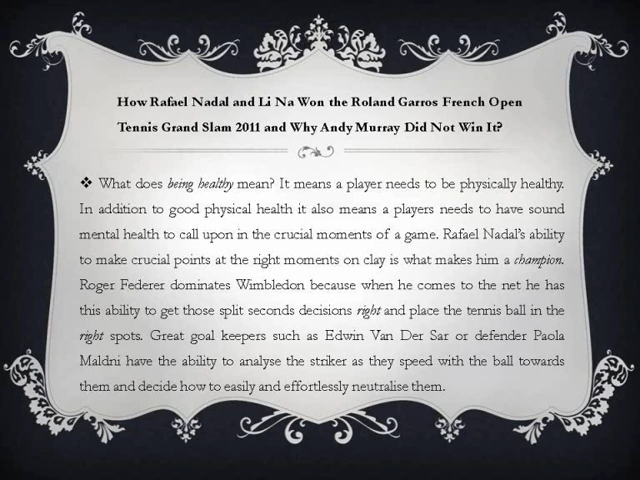 How Rafael Nadal and Li Na Won the Roland Garros French Open
Tennis Grand Slam 2011 and Why Andy Murray Did Not Win It?
❖ What does being healthy mean? It means a player needs to be physically healthy.
In addition to good physical health it also means a players needs to have sound
mental health to call upon in the crucial moments of a game. Rafael Nadal's ability
to make crucial points at the right moments on clay is what makes him a champion.
Roger Federer dominates Wimbledon because when he comes to the net he has
this ability to get those split seconds decisions right and place the tennis ball in the
right spots. Great goal keepers such as Edwin Van Der Sar or defender Paola
Maldni have the ability to analyse the striker as they speed with the ball towards
them and decide how to easily and effortlessly neutralise them.